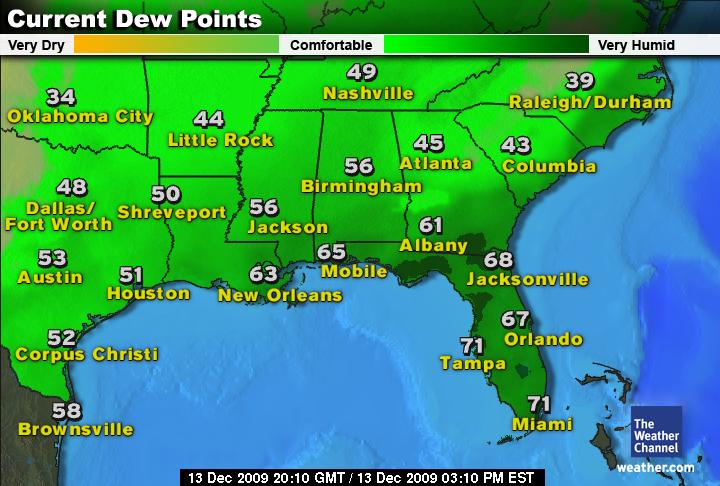 Current Dew Points
Very Dry Comfortable Very Humid
49
Nashville
39
Raleigh/Durham
34
Oklahoma City
44
Little Rock
45
Atlanta
43
Columbia
56
Birmingham
48
Dallas/
Fort Worth
50
Shreveport
56
Jackson
61
Albany
53
Austin
51
Houston
63
New Orleans
65
Mobile
68
Jacksonville
67
Orlando
52
Corpus Christi
71
Tampa
58
Brownsville
71
Miami
The
Weather
Channel
weather.com
13 Dec 2009 20:10 GMT / 13 Dec 2009 03:10 PM EST